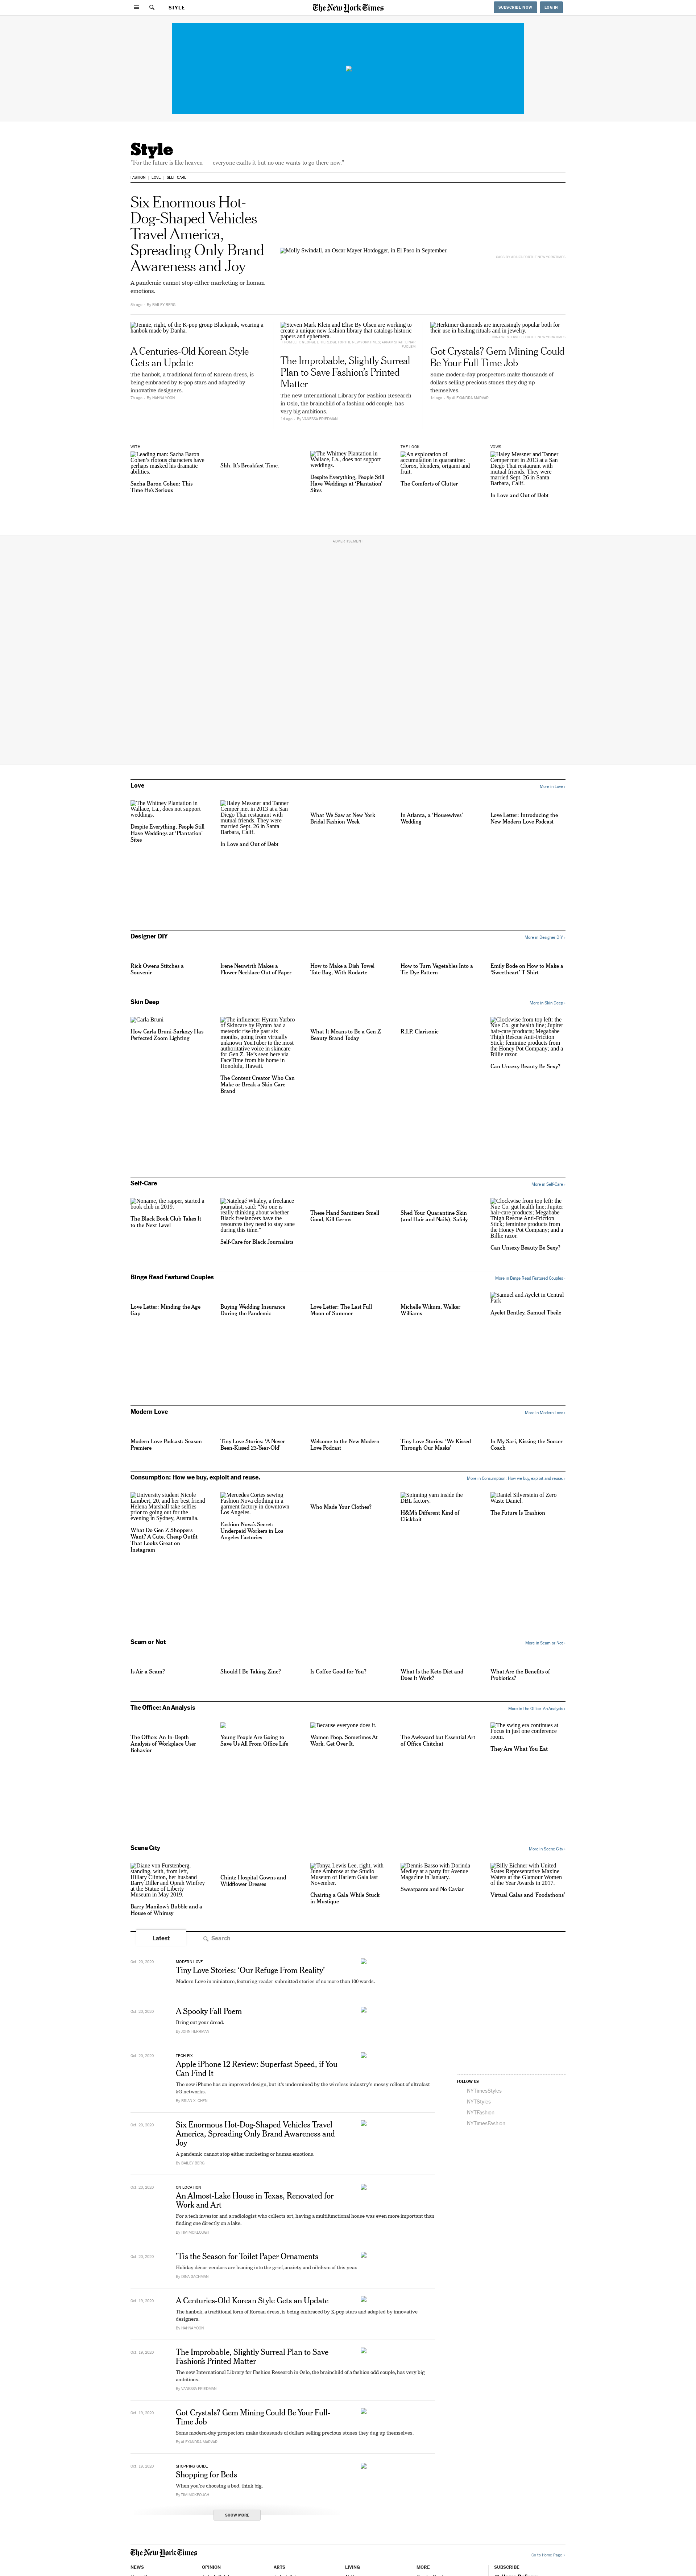 STYLE
The New York Times
SUBSCRIBE NOW
LOG IN
Style
"For the future is like heaven — everyone exalts it but no one wants to go there now."
FASHION
LOVE
SELF-CARE
Six Enormous Hot-
Dog-Shaped Vehicles
Travel America,
Spreading Only Brand
Awareness and Joy
A pandemic cannot stop either marketing or human
emotions.
By BAILEY BERG
Molly Swindall, an Oscar Mayer Hotdogger, in El Paso in September.
Jennie, right, of the K-pop group Blackpink, wearing a
hanbok made by Danha.
A Centuries-Old Korean Style
Gets an Update
The hanbok, a traditional form of Korean dress, is
being embraced by K-pop stars and adapted by
innovative designers.
Steven Mark Klein and Elise By Olsen are working to
create a unique new fashion library that catalogs historic
papers and ephemera.
The Improbable, Slightly Surreal
Plan to Save Fashion's Printed
Matter
The new International Library for Fashion Research
in Oslo, the brainchild of a fashion odd couple, has
very big ambitions.
By VANESSA FRIEDMAN
Herkimer diamonds are increasingly popular both for
their use in healing rituals and in jewelry.
Got Crystals? Gem Mining Could
Be Your Full-Time Job
Some modern-day prospectors make thousands of
dollars selling precious stones they dug up
themselves.
By ALEXANDRA MARVAR
WITH ...
Leading man: Sacha Baron
Cohen's theatrical characters have
perhaps masked his dramatic
abilities.
Sacha Baron Cohen: This
Time He's Serious
Shh. It's Breakfast Time.
The Whitney Plantation in
Wallace, La., does not support
weddings.
Despite Everything, People Still
Have Weddings at 'Plantation'
Sites
THE LOOK
An exploration of
accumulation in quarantine:
Clorox, blenders, origami and
fruit.
The Comforts of Clutter
VOWS
Haley Messner and Tanner
Camper met in 2013 at a San
Diego Thai restaurant with
mutual friends. They were
married Sept. 26 in Santa
Barbara, Calif.
In Love and Out of Debt
ADVERTISEMENT
Love
More in Love ›
The Whitney Plantation in
Wallace, La., does not support
weddings.
Despite Everything, People Still
Have Weddings at 'Plantation'
Sites
Haley Messner and Tanner
Camper met in 2013 at a San
Diego Thai restaurant with
mutual friends. They were
married Sept. 26 in Santa
Barbara, Calif.
In Love and Out of Debt
What We Saw at New York
Bridal Fashion Week
In Atlanta, a 'Housewives'
Wedding
Love Letter: Introducing the
New Modern Love Podcast
Designer DIY
More in Designer DIY ›
Rick Owens Stitches a
Souvenir
Irene Neuwirth Makes a
Flower Necklace Out of Paper
How to Make a Dish Towel
Tote Bag, With Rodarte
How to Turn Vegetables Into a
Tie-Dye Pattern
Emily Bode on How to Make a
'Sweetheart' T-Shirt
Skin Deep
More in Skin Deep ›
Carla Bruni
How Carla Bruni-Sarkozy Has
Perfected Zoom Lighting
The influencer Hyram Yarbro
of Skincare by Hyram had a
meteoric rise the past six
months, going from virtually
unknown YouTuber to the most
authoritative voice in skincare
for Gen Z. He's seen here via
FaceTime from his home in
Honolulu, Hawaii.
The Content Creator Who Can
Make or Break a Skin Care
Brand
What It Means to Be a Gen Z
Beauty Brand Today
R.I.P. Clarisonic
Clockwise from top left: the
Nue Co. gut health line; Jupiter
hair-care products; Megababe
Thigh Rescue Anti-Friction
Stick; feminine products from
the Honey Pot Company; and a
Billie razor.
Can Unsexy Beauty Be Sexy?
Self-Care
More in Self-Care ›
Noname, the rapper, started a
book club in 2019.
The Black Book Club Takes It
to the Next Level
Natelegé Whaley, a freelance
journalist, said: "No one is
really thinking about whether
Black freelancers have the
resources they need to stay sane
during this time."
Self-Care for Black Journalists
These Hand Sanitizers Smell
Good, Kill Germs
Shed Your Quarantine Skin
(and Hair and Nails), Safely
Clockwise from top left: the
Nue Co. gut health line; Jupiter
hair-care products; Megababe
Thigh Rescue Anti-Friction
Stick; feminine products from
the Honey Pot Company; and a
Billie razor.
Can Unsexy Beauty Be Sexy?
Binge Read Featured Couples
More in Binge Read Featured Couples ›
Love Letter: Minding the Age
Gap
Buying Wedding Insurance
During the Pandemic
Love Letter: The Last Full
Moon of Summer
Michelle Wikum, Walker
Williams
Samuel and Ayelet in Central
Park
Ayelet Bentley, Samuel Theile
Modern Love
More in Modern Love ›
Modern Love Podcast: Season
Premiere
Tiny Love Stories: 'A Never-
Been-Kissed 23-Year-Old'
Welcome to the New Modern
Love Podcast
Tiny Love Stories: 'We Kissed
Through Our Masks'
In My Sari, Kissing the Soccer
Coach
Consumption: How we buy, exploit and reuse.
More in Consumption: How we buy, exploit and reuse. ›
University student Nicole
Lambert, 20, and her best friend
Helena Marshall take selfies
prior to going out for the
evening in Sydney, Australia.
What Do Gen Z Shoppers
Want? A Cute, Cheap Outfit
That Looks Great on
Instagram
Mercedes Cortes sewing
Fashion Nova clothing in a
garment factory in downtown
Los Angeles.
Fashion Nova's Secret:
Underpaid Workers in Los
Angeles Factories
Who Made Your Clothes?
Spinning yarn inside the
DBL factory.
H&M's Different Kind of
Clickbait
Daniel Silverstein of Zero
Waste Daniel.
The Future Is Trashion
Scam or Not
More in Scam or Not ›
Is Air a Scam?
Should I Be Taking Zinc?
Is Coffee Good for You?
What Is the Keto Diet and
Does It Work?
What Are the Benefits of
Probiotics?
The Office: An Analysis
More in The Office: An Analysis ›
The Office: An In-Depth
Analysis of Workplace User
Behavior
Young People Are Going to
Save Us All From Office Life
Because everyone does it.
Women Poop. Sometimes At
Work. Get Over It.
The Awkward but Essential Art
of Office Chitchat
The swing era continues at
Focus in just one conference
room.
They Are What You Eat
Scene City
More in Scene City ›
Diane von Furstenberg,
standing, with, from left,
Hillary Clinton, her husband
Barry Diller and Oprah Winfrey
at the Statue of Liberty
Museum in May 2019.
Barry Manilow's Bubble and a
House of Whimsy
Chintz Hospital Gowns and
Wildflower Dresses
Tonya Lewis Lee, right, with
June Ambrose at the Studio
Museum of Harlem Gala last
November.
Chairing a Gala While Stuck
in Mustique
Dennis Basso with Dorinda
Medley at a party for Avenue
Magazine in January.
Sweatpants and No Caviar
Billy Eichner with United
States Representative Maxine
Waters at the Glamour Women
of the Year Awards in 2017.
Virtual Galas and 'Foodathons'
Latest
Search
Oct. 20, 2020
MODERN LOVE
Tiny Love Stories: 'Our Refuge From Reality'
Modern Love in miniature, featuring reader-submitted stories of no more than 100 words.
Oct. 20, 2020
A Spooky Fall Poem
Bring out your dread.
By JOHN HERRMAN
Oct. 20, 2020
TECH FIX
Apple iPhone 12 Review: Superfast Speed, if You
Can Find It
The new iPhone has an improved design, but it's undermined by the wireless industry's messy rollout of ultrafast
5G networks.
By BRIAN X. CHEN
Oct. 20, 2020
Six Enormous Hot-Dog-Shaped Vehicles Travel
America, Spreading Only Brand Awareness and
Joy
A pandemic cannot stop either marketing or human emotions.
By BAILEY BERG
Oct. 20, 2020
ON LOCATION
An Almost-Lake House in Texas, Renovated for
Work and Art
For a tech investor and a radiologist who collects art, having a multifunctional house was even more important than
finding one directly on a lake.
By TIM MCKEOUGH
Oct. 20, 2020
'Tis the Season for Toilet Paper Ornaments
Holiday décor vendors are leaning into the grief, anxiety and nihilism of this year.
Oct. 19, 2020
A Centuries-Old Korean Style Gets an Update
The hanbok, a traditional form of Korean dress, is being embraced by K-pop stars and adapted by innovative
designers.
Oct. 19, 2020
The Improbable, Slightly Surreal Plan to Save
Fashion's Printed Matter
The new International Library for Fashion Research in Oslo, the brainchild of a fashion odd couple, has very big
ambitions.
By VANESSA FRIEDMAN
Oct. 19, 2020
Got Crystals? Gem Mining Could Be Your Full-
Time Job
Some modern-day prospectors make thousands of dollars selling precious stones they dug up themselves.
By ALEXANDRA MARVAR
Oct. 19, 2020
SHOPPING GUIDE
Shopping for Beds
When you're choosing a bed, think big.
By TIM MCKEOUGH
SHOW MORE
FOLLOW US
NYTimesStyles
NYTStyles
NYTFashion
NYTimesFashion
The New York Times
Go to Home Page »
NEWS
OPINION
ARTS
LIVING
MORE
SUBSCRIBE